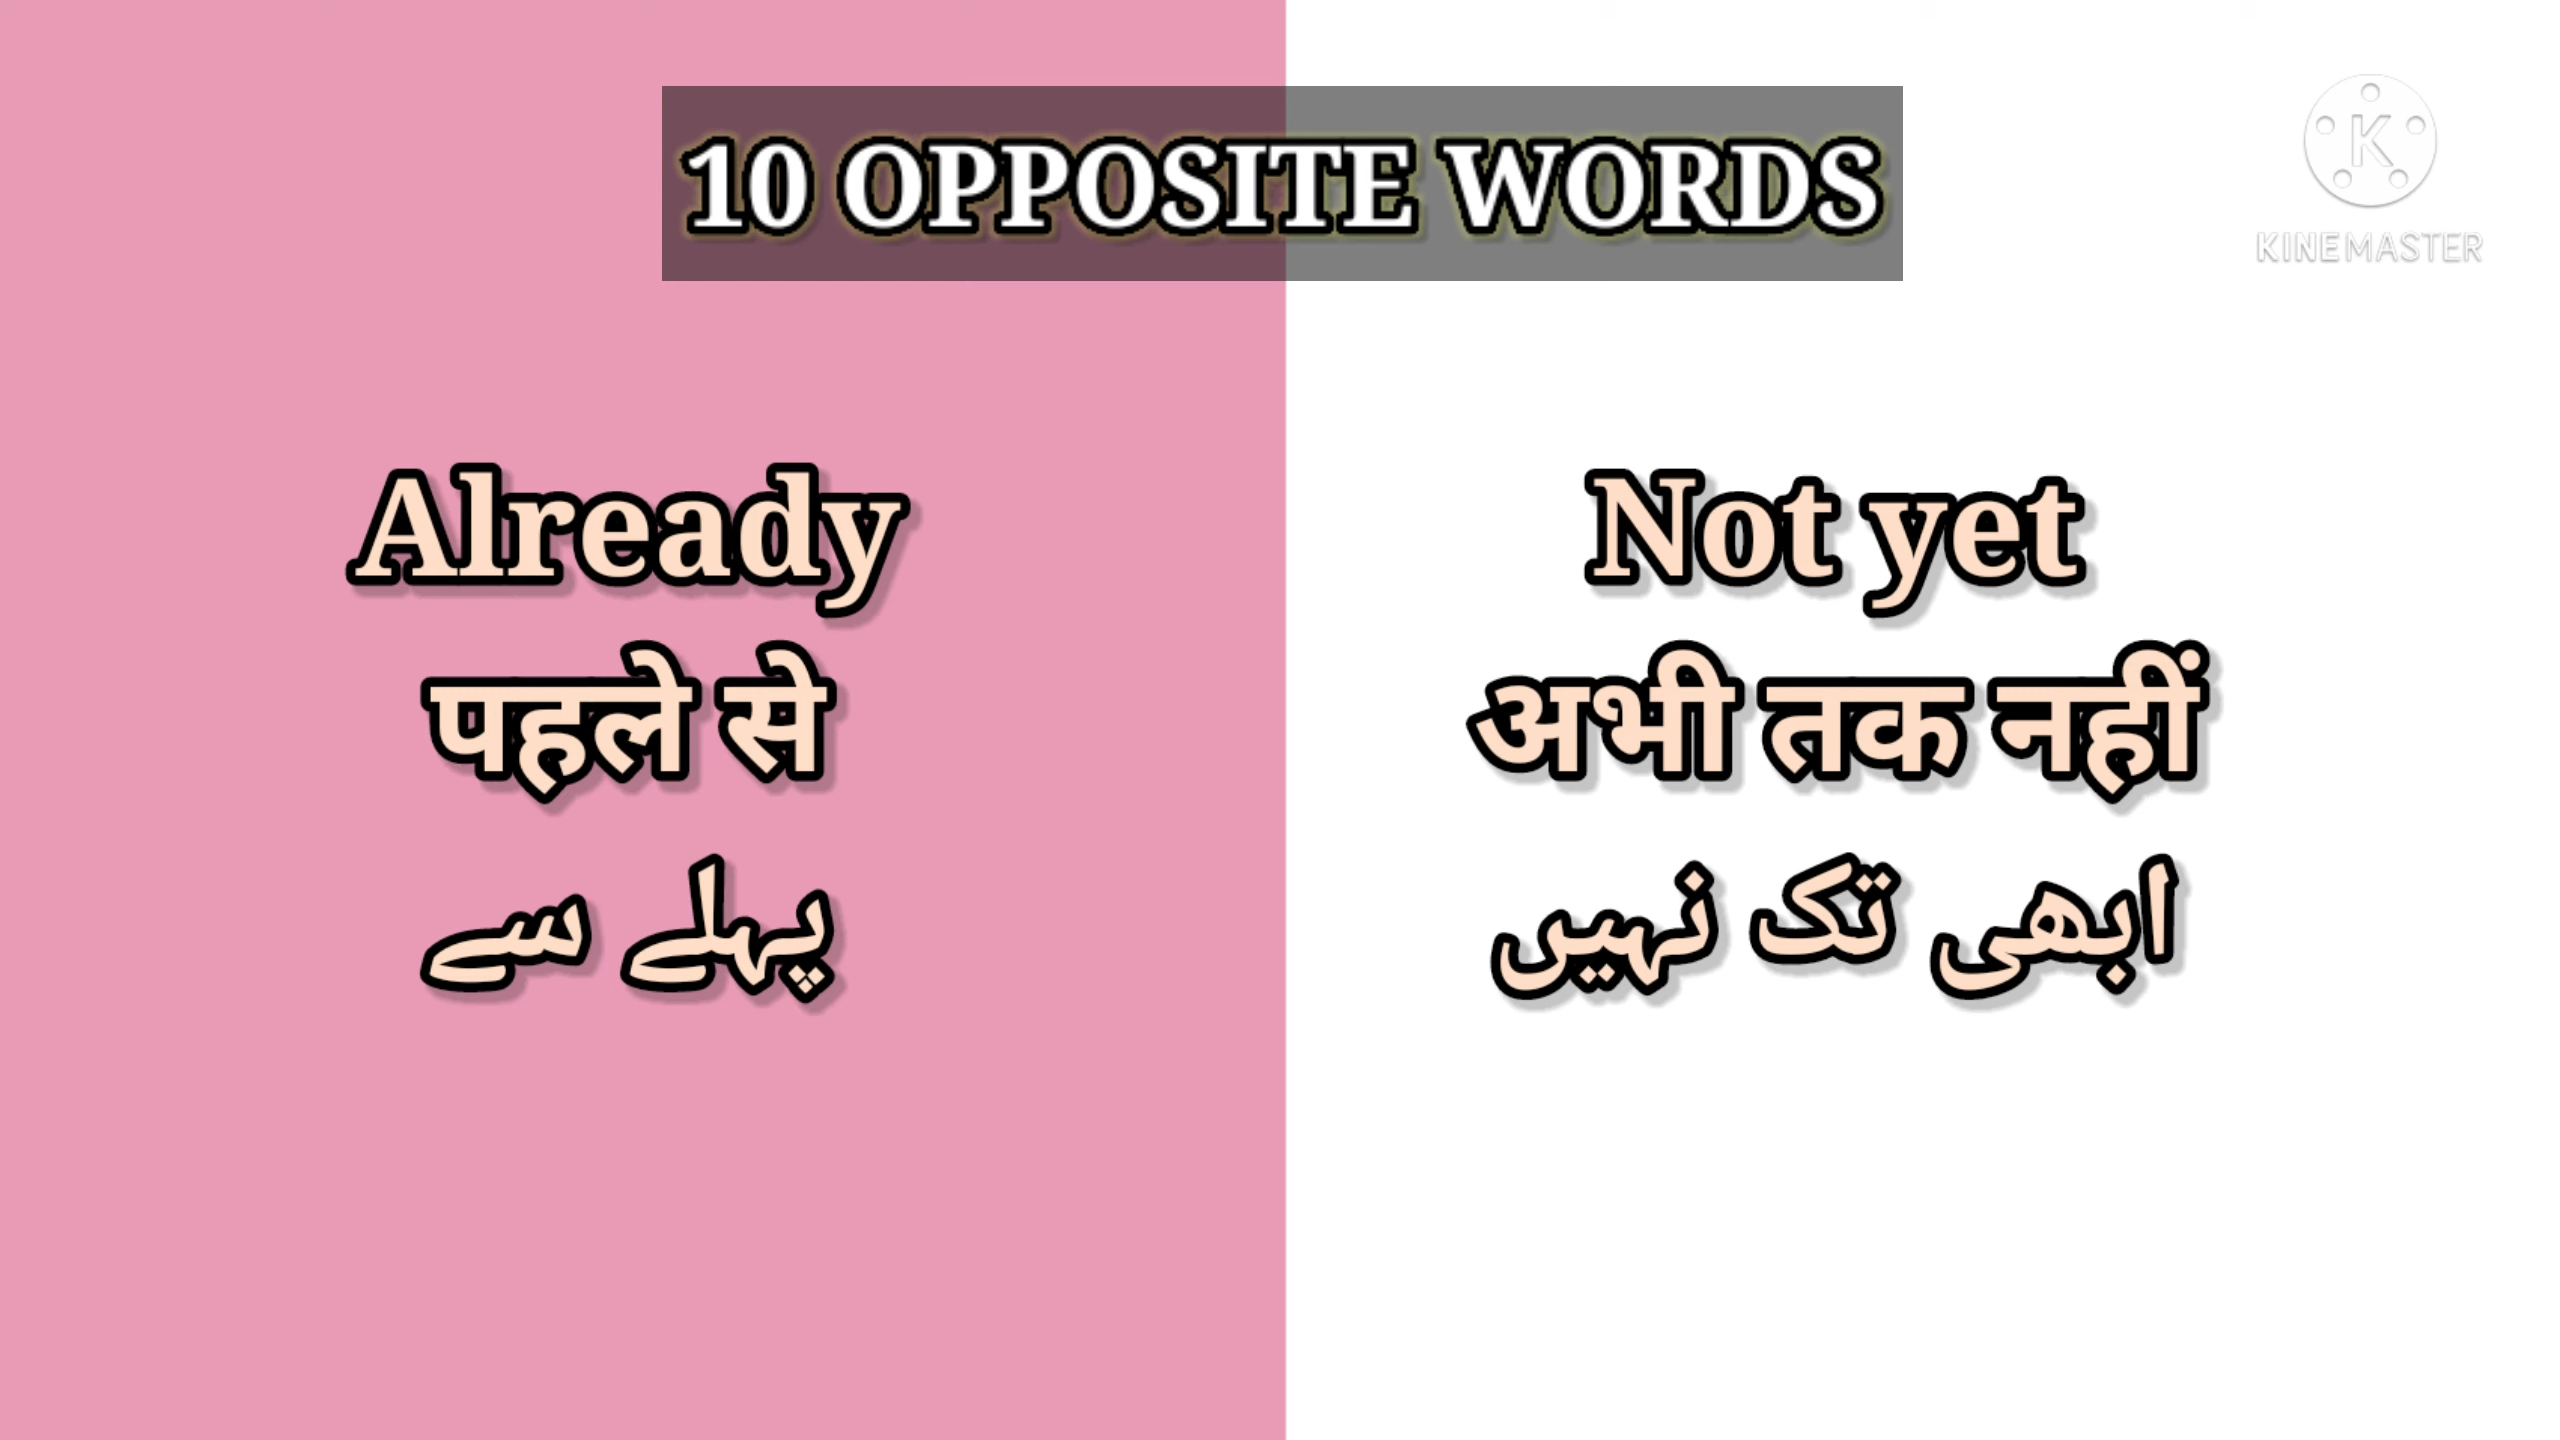 10 OPPOSITE WORDS
K
KINEMASTER
Already
पहले से
پہلے سے
Not yet
अभी तक नहीं
ابھی تک نہیں